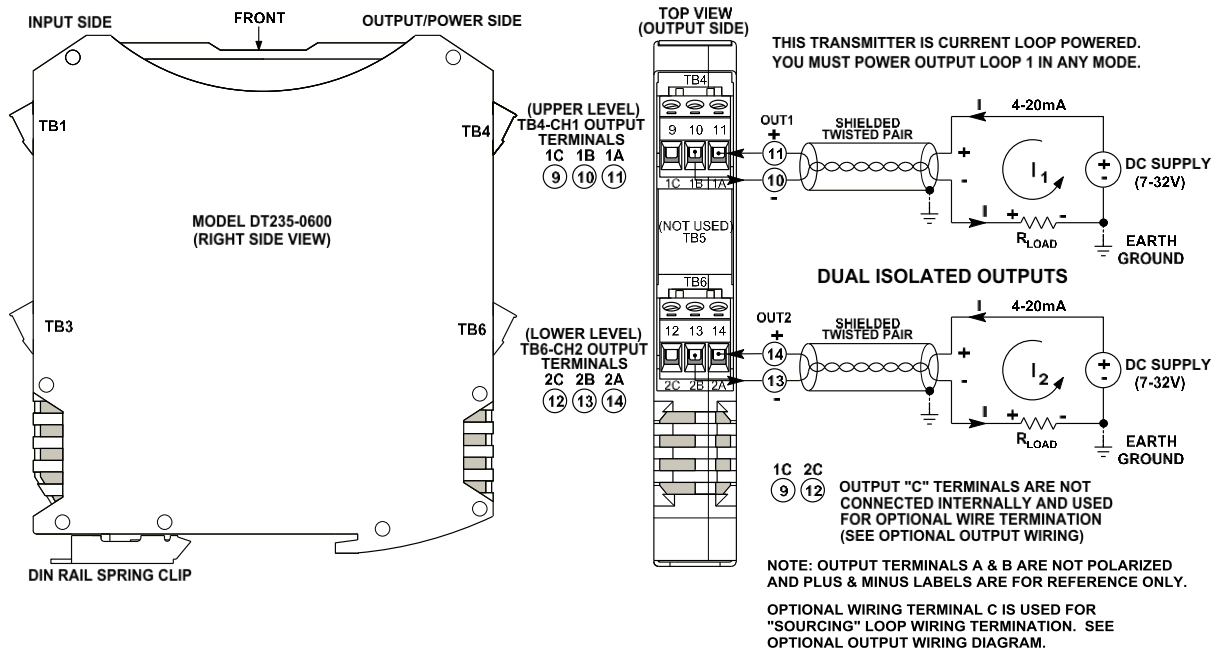 INPUT SIDE
FRONT
OUTPUT/POWER SIDE
TB1
TB4
MODEL DT235-0600
(RIGHT SIDE VIEW)
TB3
TB6
DIN RAIL SPRING CLIP
(UPPER LEVEL)
TB4-CH1 OUTPUT
TERMINALS
1C 1B 1A
9 10 11
(LOWER LEVEL)
TB6-CH2 OUTPUT
TERMINALS
2C 2B 2A
12 13 14
TOP VIEW
(OUTPUT SIDE)
TB4
9 10 11
1C 1B 1A
(NOT USED)
TB5
TB6
12 13 14
2C 2B 2A
THIS TRANSMITTER IS CURRENT LOOP POWERED.
YOU MUST POWER OUTPUT LOOP 1 IN ANY MODE.
OUT1
+
11
10
-
SHIELDED
TWISTED PAIR
+
-
I
4-20mA
I1
+
-
DC SUPPLY
(7-32V)
I
+ -
RLOAD
EARTH
GROUND
DUAL ISOLATED OUTPUTS
OUT2
+
14
13
-
SHIELDED
TWISTED PAIR
+
-
I
4-20mA
I2
+
-
DC SUPPLY
(7-32V)
I
+ -
RLOAD
EARTH
GROUND
1C 2C
9 12
OUTPUT "C" TERMINALS ARE NOT
CONNECTED INTERNALLY AND USED
FOR OPTIONAL WIRE TERMINATION
(SEE OPTIONAL OUTPUT WIRING)
NOTE: OUTPUT TERMINALS A & B ARE NOT POLARIZED
AND PLUS & MINUS LABELS ARE FOR REFERENCE ONLY.
OPTIONAL WIRING TERMINAL C IS USED FOR
"SOURCING" LOOP WIRING TERMINATION. SEE
OPTIONAL OUTPUT WIRING DIAGRAM.